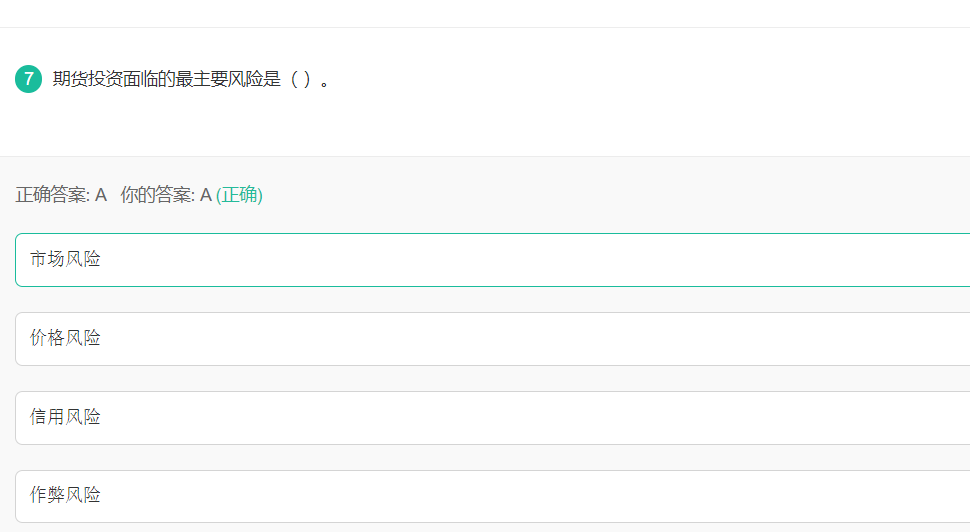 7 期货投资面临的最主要风险是（ ）。
正确答案: A 你的答案: A (正确)
市场风险
价格风险
信用风险
作弊风险